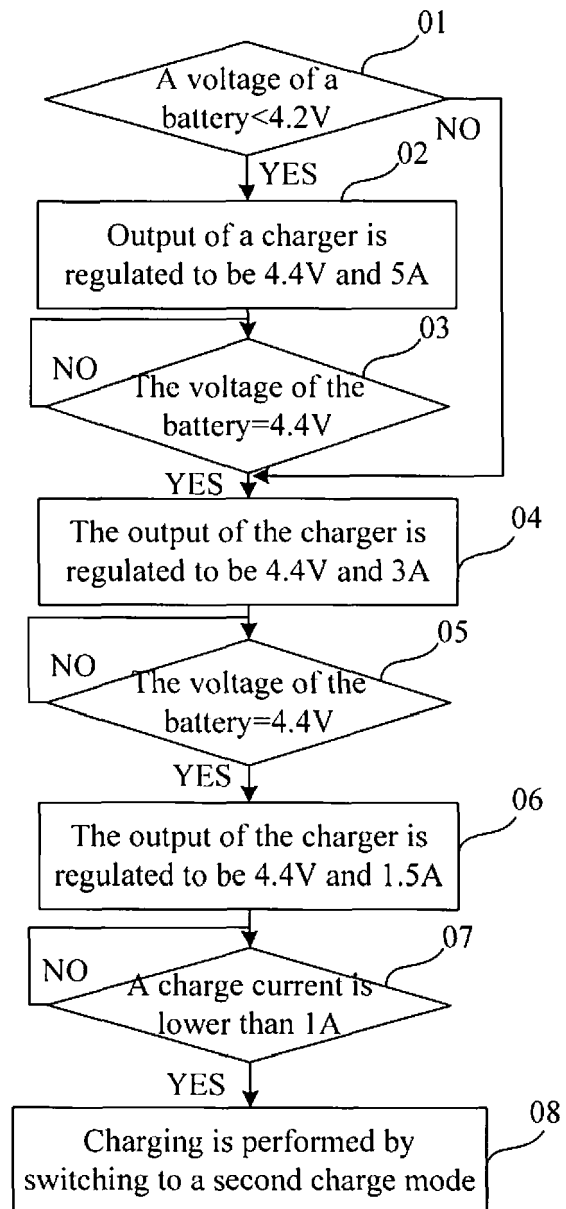 01
A voltage of a
battery<4.2V
NO
YES
02
Output of a charger is
regulated to be 4.4V and 5A
03
NO
The voltage of the
battery=4.4V
YES
04
The output of the charger is
regulated to be 4.4V and 3A
05
NO
The voltage of the
battery=4.4V
YES
06
The output of the charger is
regulated to be 4.4V and 1.5A
07
NO
A charge current is
lower than 1A
YES
08
Charging is performed by
switching to a second charge mode